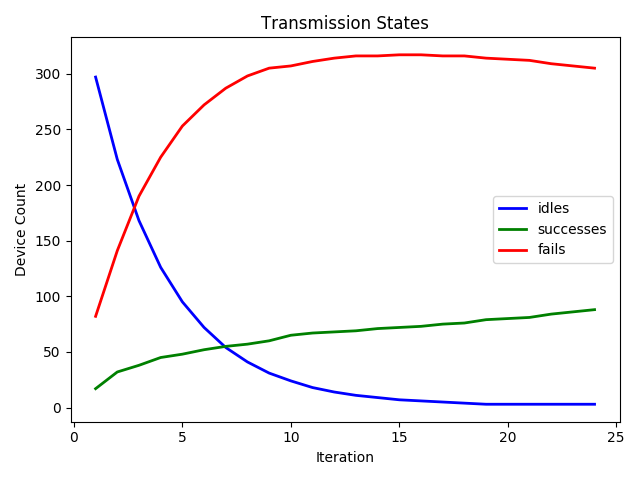 Transmission States
Device Count
300
250
200
150
100
50
0
idles
successes
fails
0 5 10 15 20 25
Iteration